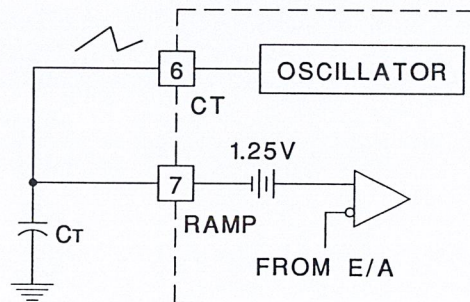 6
OSCILLATOR
CT
1.25V
7
RAMP
CT
FROM E/A